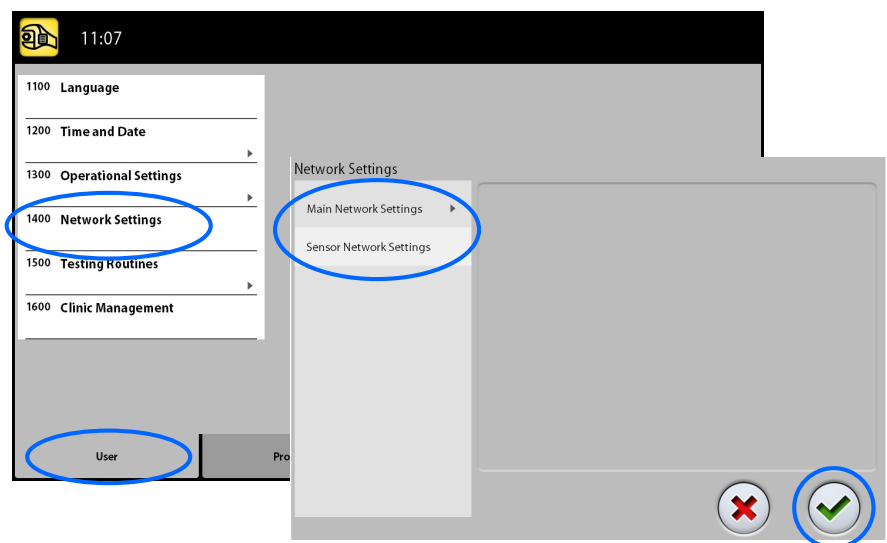 11:07
1100 Language
1200 Time and Date
1300 Operational Settings
1400 Network Settings
1500 Testing Routines
1600 Clinic Management
User
Pro
Network Settings
Main Network Settings
Sensor Network Settings